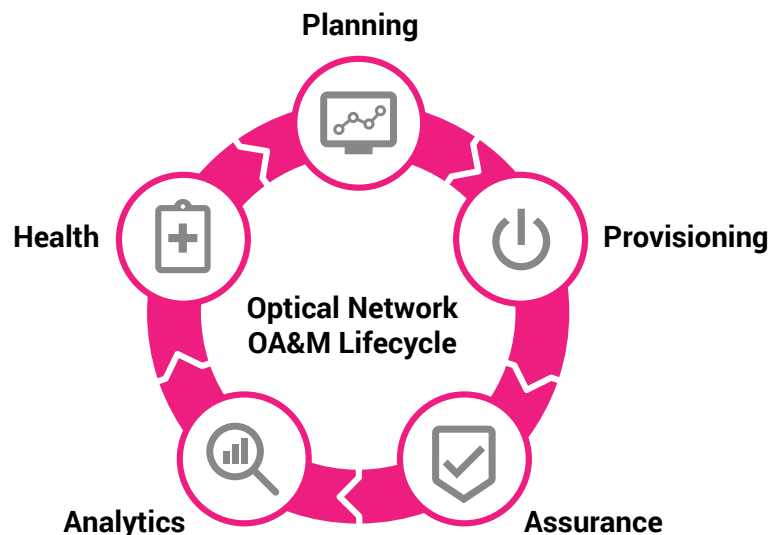 Planning
Health
Provisioning
Optical Network
OA&M Lifecycle
Analytics
Assurance